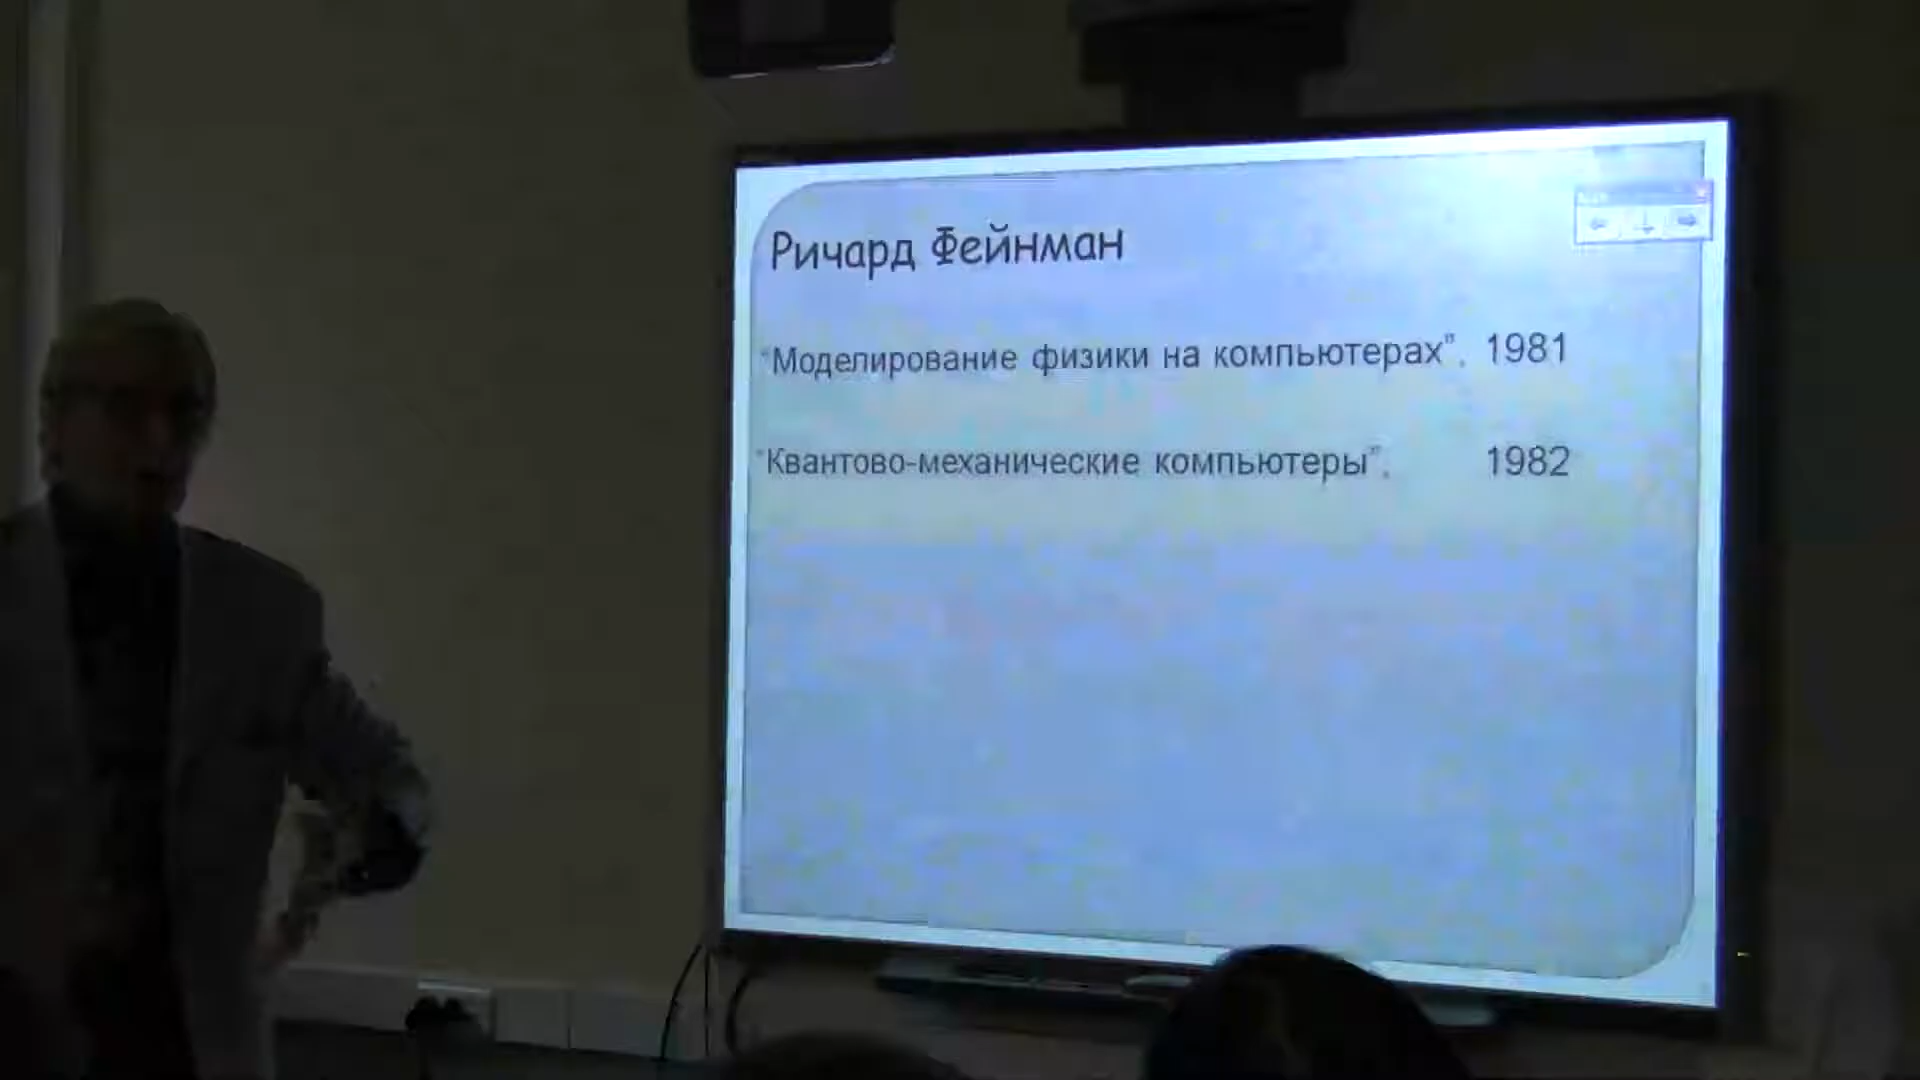 Ричард Фейнман
“Моделирование физики на компьютерах”. 1981
“Квантово-механические компьютеры”. 1982